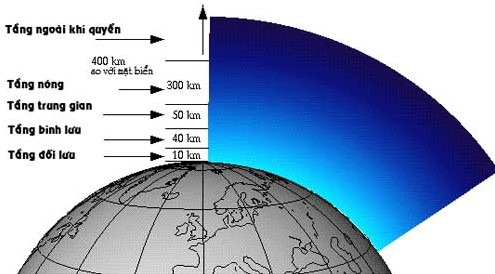 Tầng ngoài khí quyển
400 km
so với mặt biển
Tầng nóng
300 km
Tầng trung gian
50 km
Tầng bình lưu
40 km
Tầng đối lưu
10 km